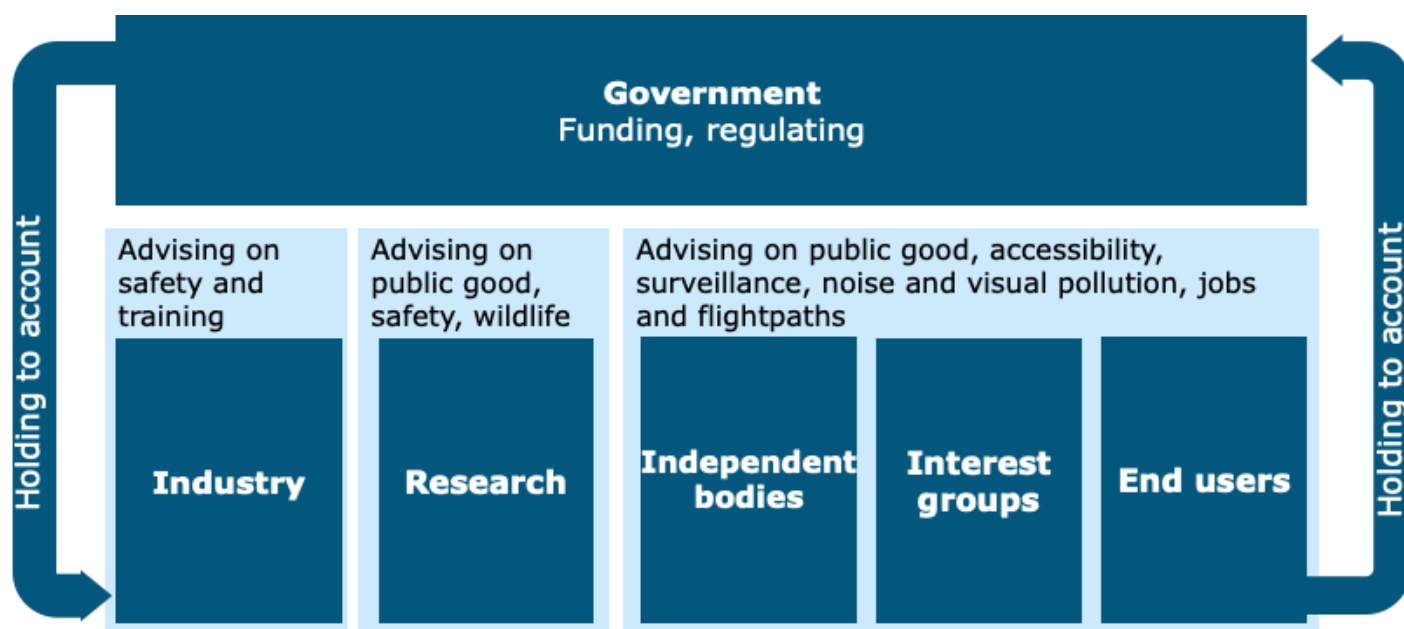 Government
Funding, regulating
Holding to account
Advising on
safety and
training
Industry
Advising on
public good,
safety, wildlife
Research
Advising on public good, accessibility,
surveillance, noise and visual pollution, jobs
and flightpaths
Independent
bodies
Interest
groups
End users
Holding to account